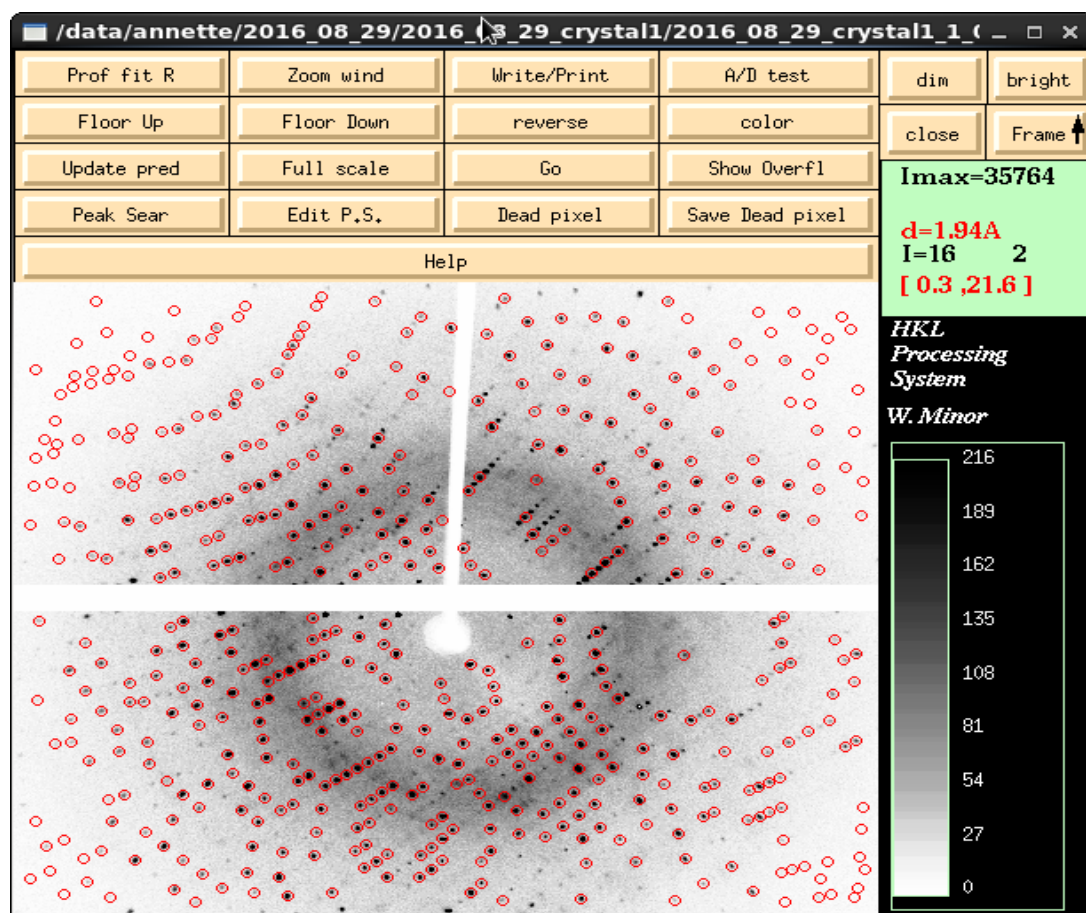 /data/annette/2016_08_29/2016_08_29_crystal1/2016_08_29_crystal1_1_0
Prof fit R Zoom wind Write/Print A/D test dim bright
Floor Up Floor Down reverse color close Frame
Update pred Full scale Go Show Overfl
Peak Sear Edit P.S. Dead pixel Save Dead pixel
Help
Imax=35764
d=1.94A
I=16 2
[ 0.3 ,21.6 ]
HKL
Processing
System
W. Minor
216
189
162
135
108
81
54
27
0